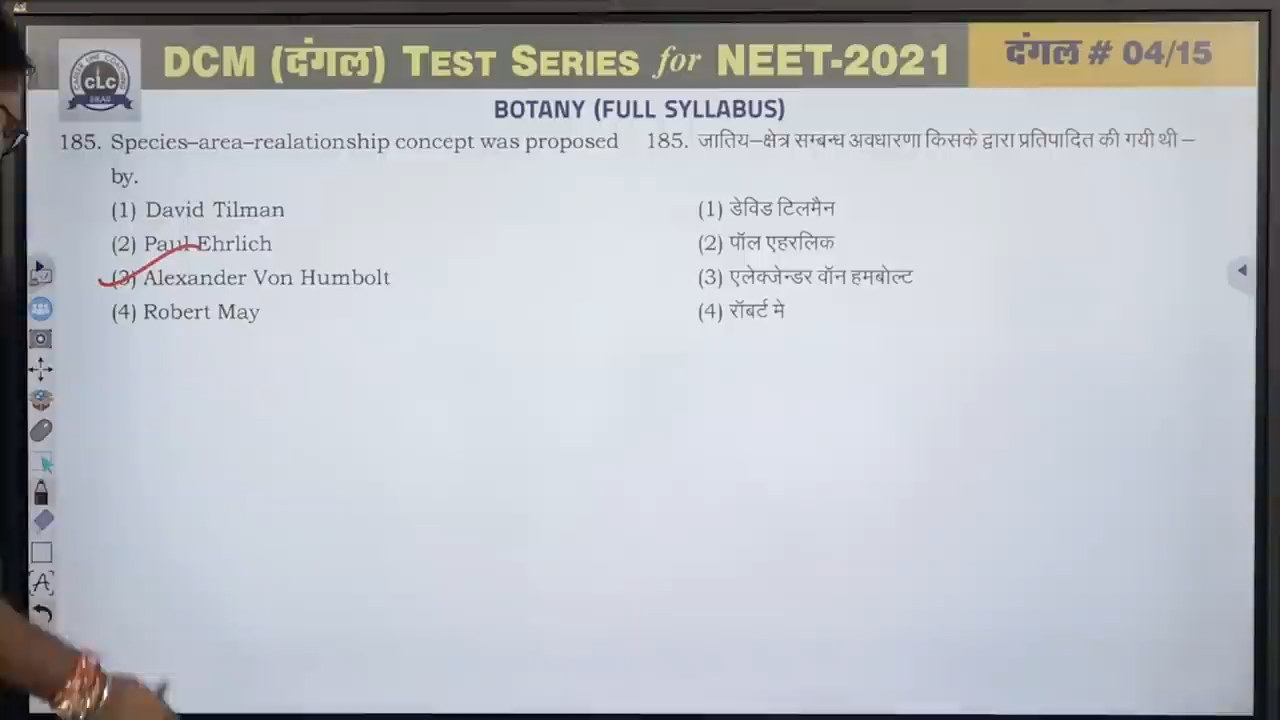 DCM (दंगल) TEST SERIES for NEET-2021
दंगल # 04/15
CLC
SIKAR
BOTANY (FULL SYLLABUS)
185. Species–area–realationship concept was proposed
by.
(1) David Tilman
(2) Paul Ehrlich
(3) Alexander Von Humbolt
(4) Robert May
185. जातिय–क्षेत्र सम्बन्ध अवधारणा किसके द्वारा प्रतिपादित की गयी थी –
(1) डेविड टिलमैन
(2) पॉल एहरलिक
(3) एलेक्जेन्डर वॉन हमबोल्ट
(4) रॉबर्ट मे
A